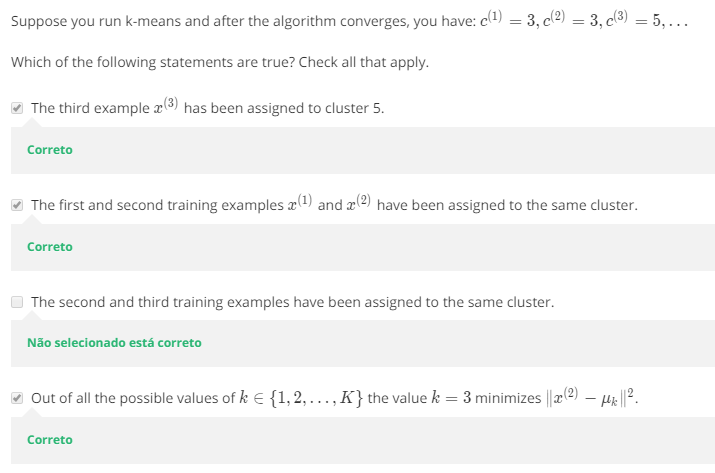 Suppose you run k-means and after the algorithm converges, you have: c⁽¹⁾ = 3, c⁽²⁾ = 3, c⁽³⁾ = 5, . . .
Which of the following statements are true? Check all that apply.
The third example x⁽³⁾ has been assigned to cluster 5.
Correto
The first and second training examples x⁽¹⁾ and x⁽²⁾ have been assigned to the same cluster.
Correto
The second and third training examples have been assigned to the same cluster.
Não selecionado está correto
Out of all the possible values of k ∈ {1, 2, . . . , K} the value k = 3 minimizes ‖x⁽²⁾ − μₖ‖².
Correto